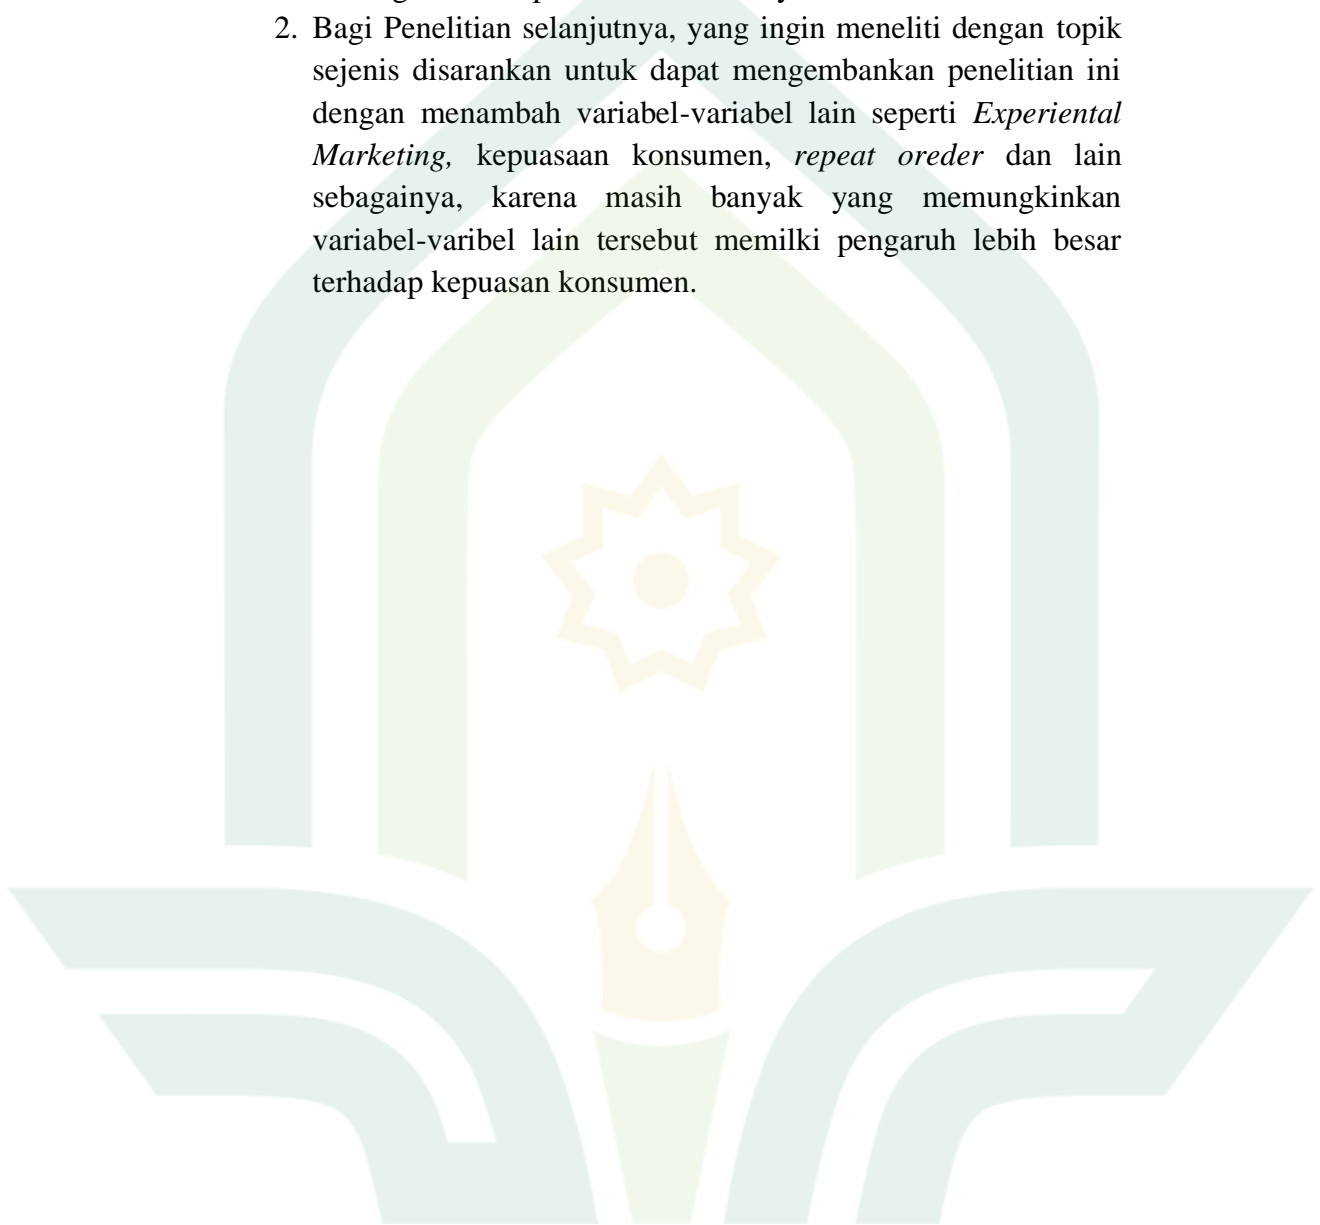 2. Bagi Penelitian selanjutnya, yang ingin meneliti dengan topik
sejenis disarankan untuk dapat mengembankan penelitian ini
dengan menambah variabel-variabel lain seperti Experiental
Marketing, kepuasaan konsumen, repeat oreder dan lain
sebagainya, karena masih banyak yang memungkinkan
variabel-varibel lain tersebut memilki pengaruh lebih besar
terhadap kepuasan konsumen.